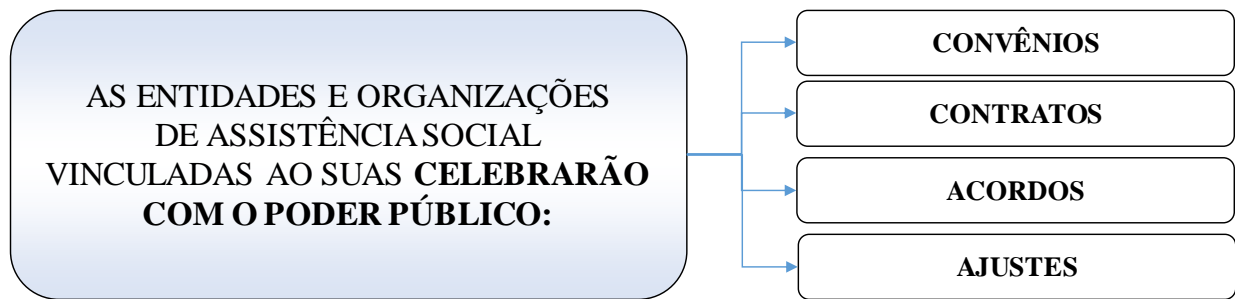 AS ENTIDADES E ORGANIZAÇÕES
DE ASSISTÊNCIA SOCIAL
VINCULADAS AO SUAS CELEBRARÃO
COM O PODER PÚBLICO:
CONVÊNIOS
CONTRATOS
ACORDOS
AJUSTES